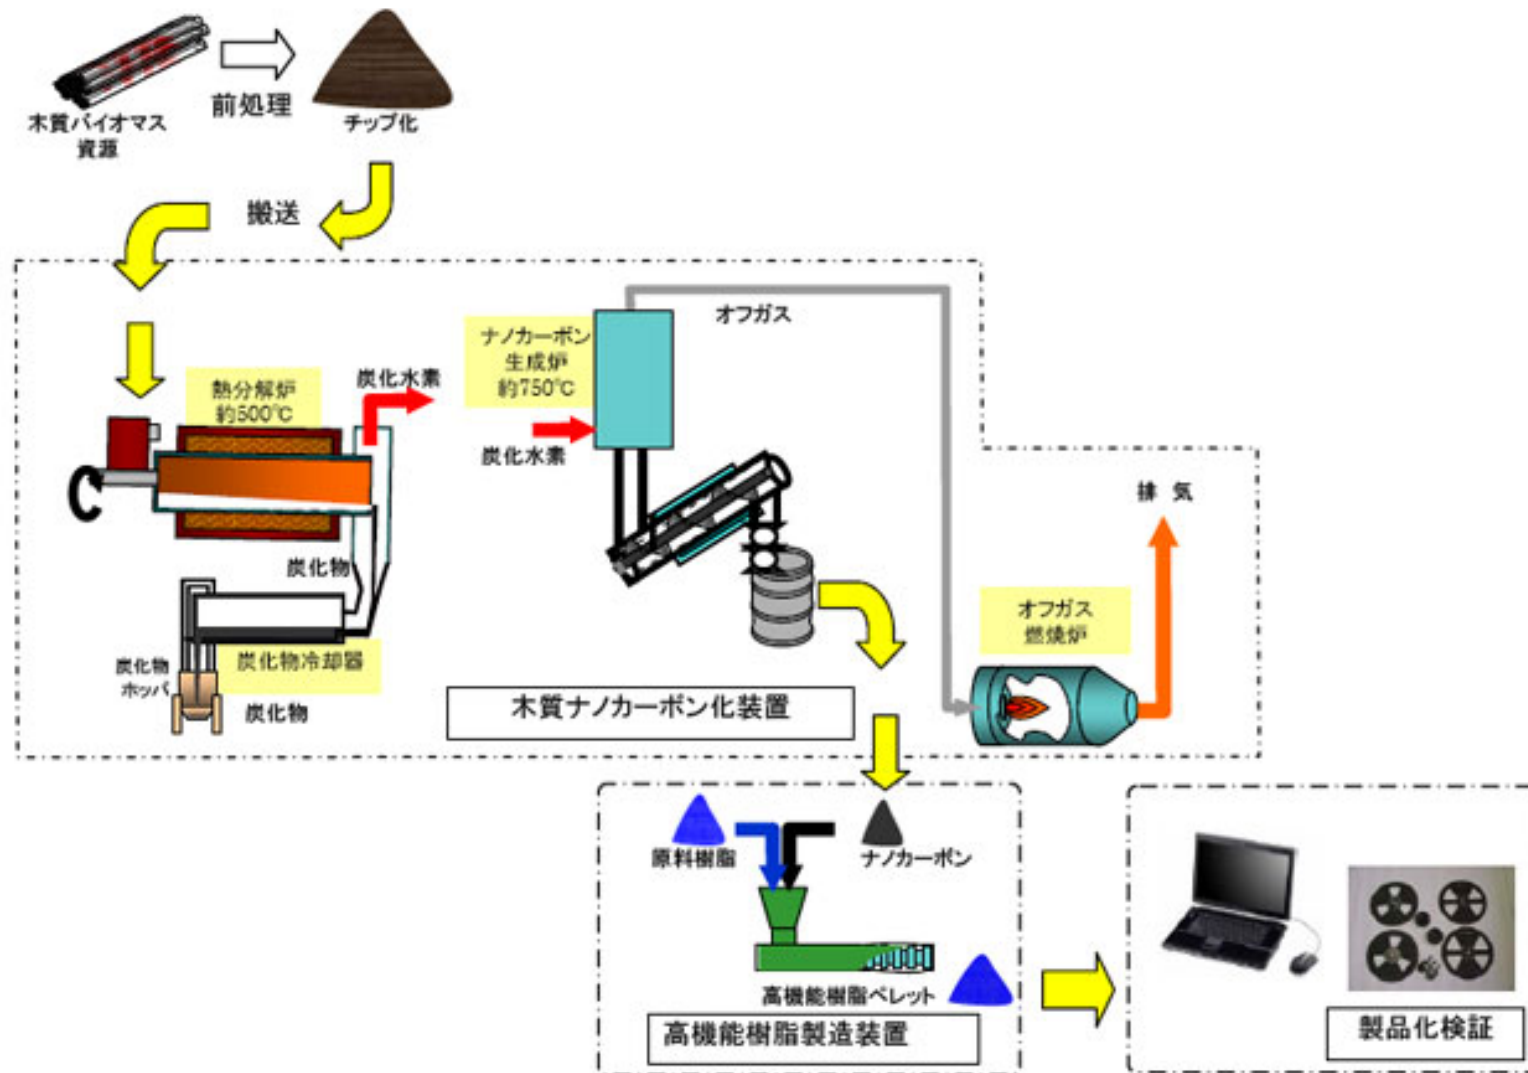 木質バイオマス
資源
前処理
チップ化
搬送
熱分解炉
約500℃
炭化水素
ナノカーボン
生成炉
約750℃
炭化水素
オフガス
炭化物
炭化物冷却器
炭化物
ホッパ
炭化物
木質ナノカーボン化装置
オフガス
燃焼炉
排 気
原料樹脂
ナノカーボン
高機能樹脂ペレット
高機能樹脂製造装置
製品化検証